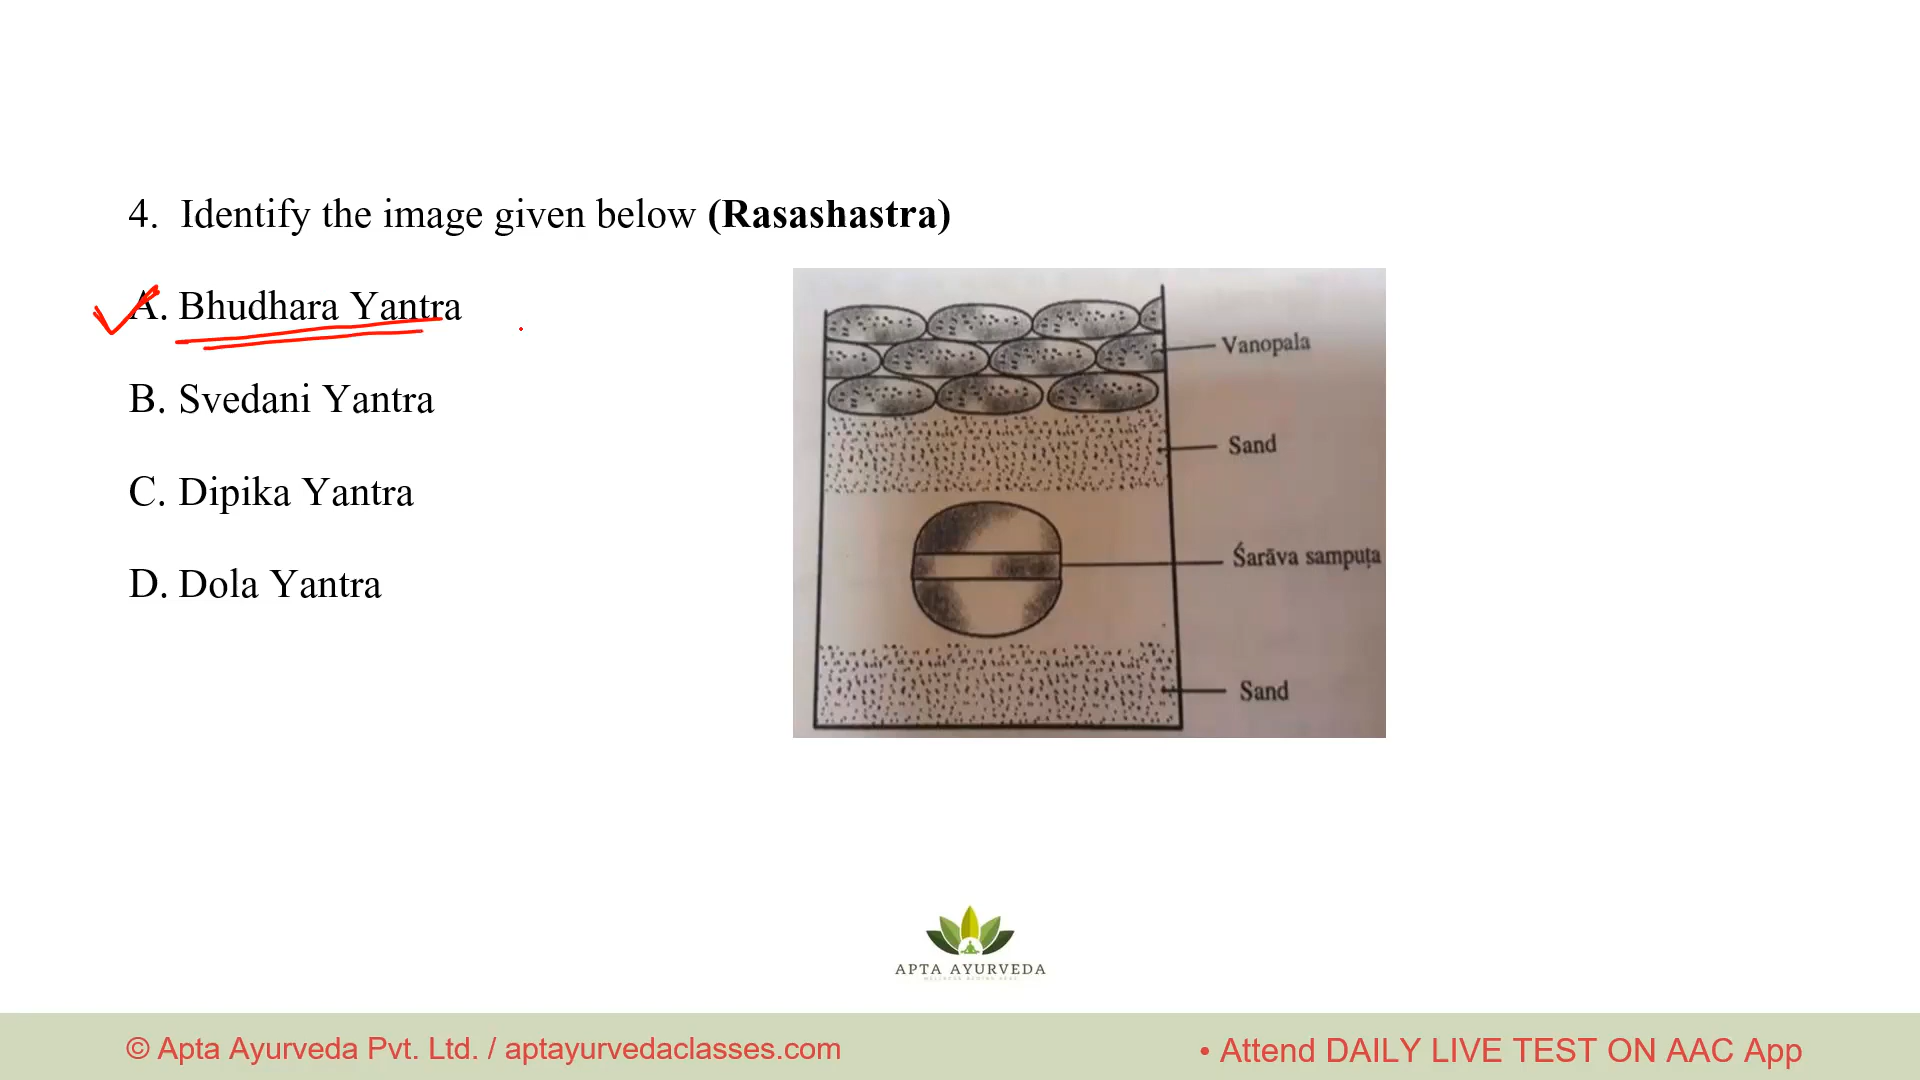 4. Identify the image given below (Rasashastra)
A. Bhudhara Yantra
B. Svedani Yantra
C. Dipika Yantra
D. Dola Yantra
Vanopala
Sand
Śarāva sampuṭa
Sand
APTA AYURVEDA
© Apta Ayurveda Pvt. Ltd. / aptayurvedaclasses.com
• Attend DAILY LIVE TEST ON AAC App